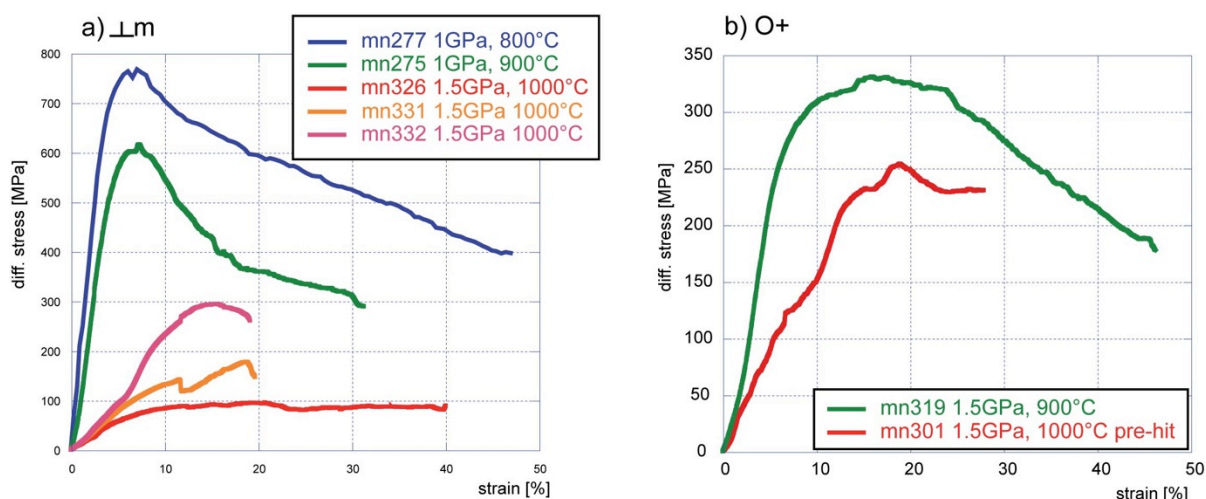 a) ⊥m
mn277 1GPa, 800°C
mn275 1GPa, 900°C
mn326 1.5GPa, 1000°C
mn331 1.5GPa 1000°C
mn332 1.5GPa 1000°C
diff. stress [MPa]
800
700
600
500
400
300
200
100
0
0 10 20 30 40 50
strain [%]
b) O+
diff. stress [MPa]
350
300
250
200
150
100
50
0
mn319 1.5GPa, 900°C
mn301 1.5GPa, 1000°C pre-hit
0 10 20 30 40 50
strain [%]